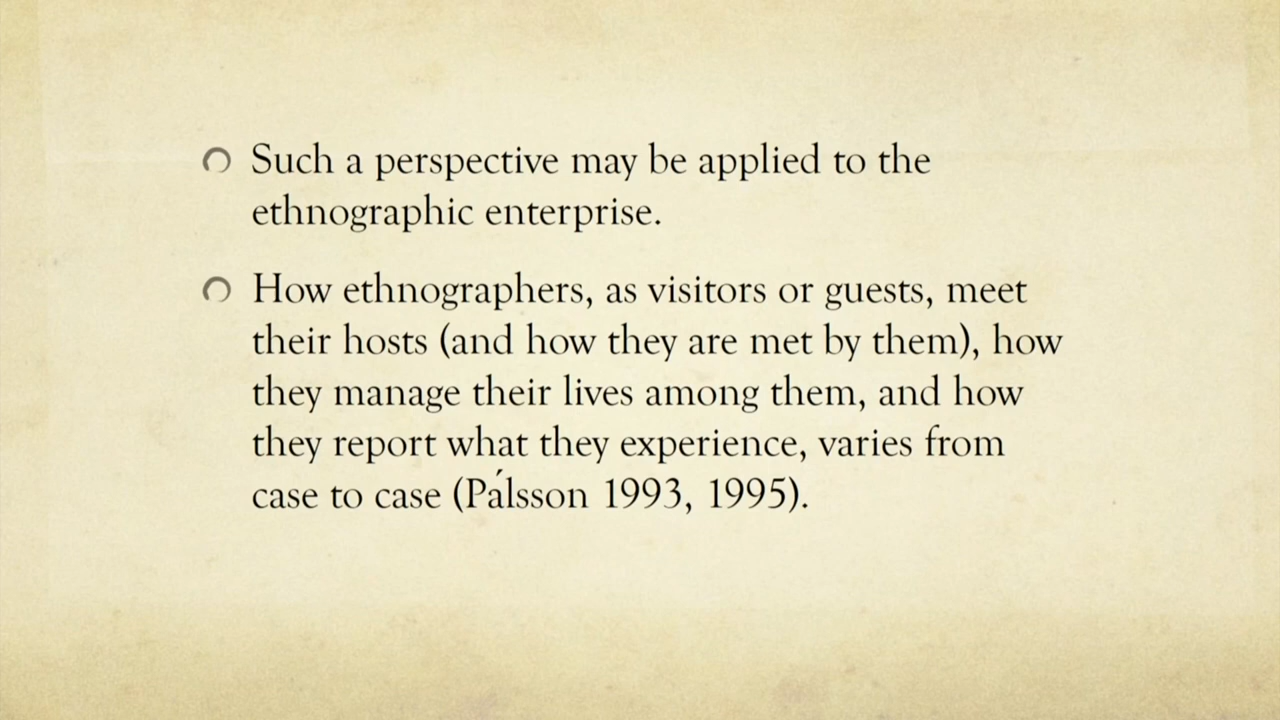 Such a perspective may be applied to the
ethnographic enterprise.
How ethnographers, as visitors or guests, meet
their hosts (and how they are met by them), how
they manage their lives among them, and how
they report what they experience, varies from
case to case (Pálsson 1993, 1995).